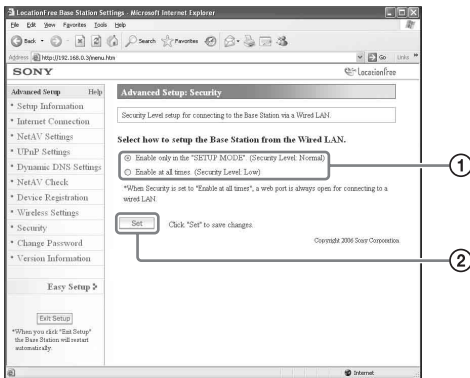 LocationFree Base Station Settings - Microsoft Internet Explorer
File Edit View Favorites Tools Help
Back Search Favorites
Address http://192.168.0.3/menu.htm Go Links
SONY LocationFree
Advanced Setup Help
Setup Information
Internet Connection
NetAV Settings
UPnP Settings
Dynamic DNS Settings
NetAV Check
Device Registration
Wireless Settings
Security
Change Password
Version Information
Easy Setup
Exit Setup
*When you click "Exit Setup"
the Base Station will restart
automatically.
Advanced Setup: Security
Security Level setup for connecting to the Base Station via a Wired LAN.
Select how to setup the Base Station from the Wired LAN.
Enable only in the "SETUP MODE". (Security Level: Normal)
Enable at all times. (Security Level: Low)
*When Security is set to "Enable at all times", a web port is always open for connecting to a
wired LAN.
Set Click "Set" to save changes.
Copyright 2006 Sony Corporation
Internet
1
2